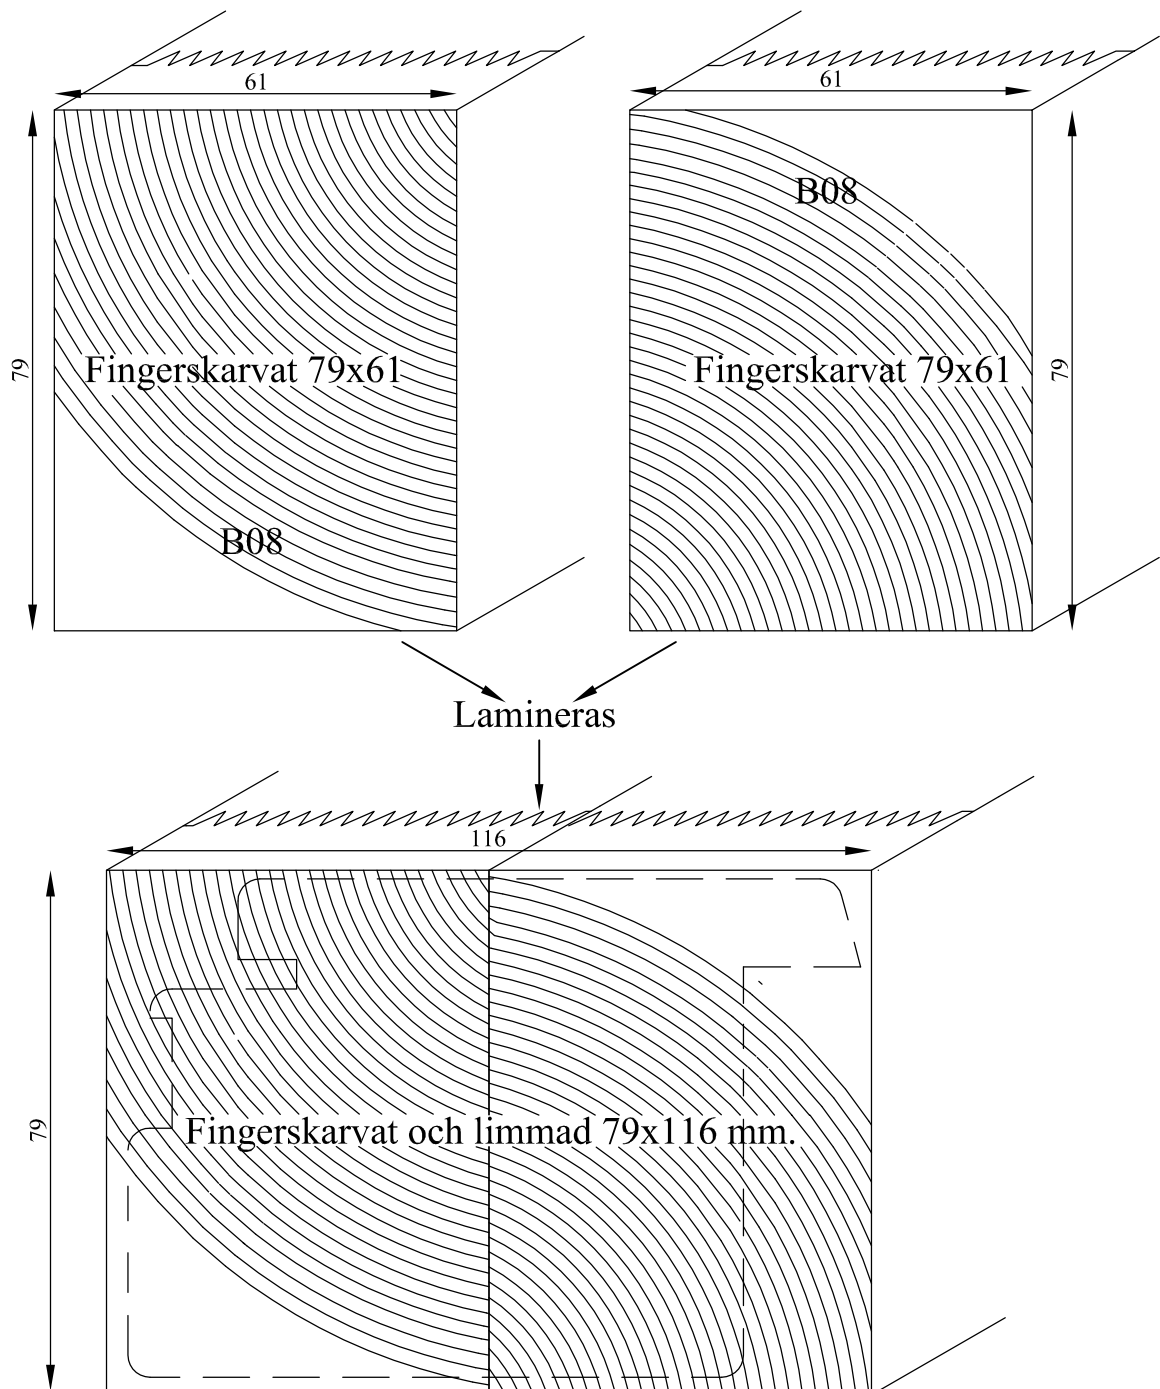 61
61
B08
79
Fingerskarvat 79x61
Fingerskarvat 79x61
79
B08
Lamineras
116
79
Fingerskarvat och limmad 79x116 mm.